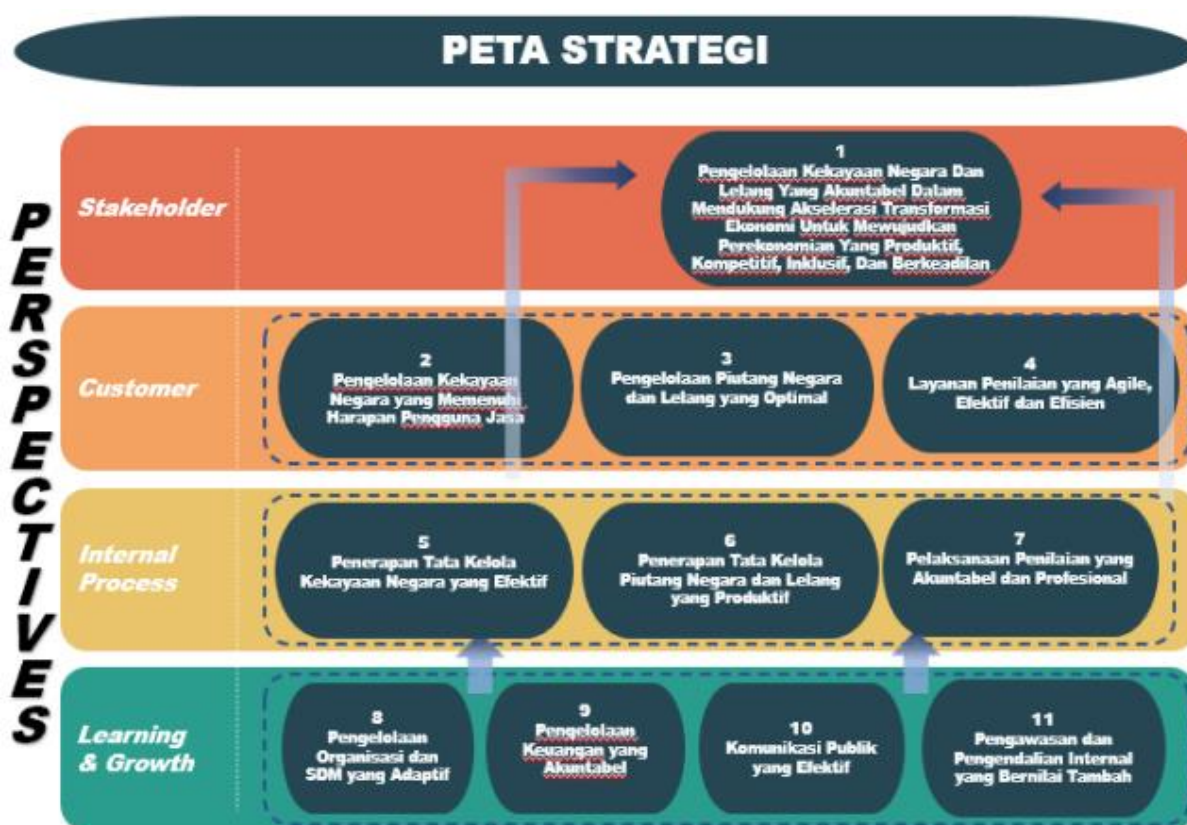 PETA STRATEGI
PERSPECTIVES
Stakeholder
1
Pengelolaan Kekayaan Negara Dan
Lelang Yang Akuntabel Dalam
Mendukung Akselerasi Transformasi
Ekonomi Untuk Mewujudkan
Perekonomian Yang Produktif,
Kompetitif, Inklusif, Dan Berkeadilan
Customer
2
Pengelolaan Kekayaan
Negara yang Memenuhi
Harapan Pengguna Jasa
3
Pengelolaan Piutang Negara
dan Lelang yang Optimal
4
Layanan Penilaian yang Agile,
Efektif dan Efisien
Internal
Process
5
Penerapan Tata Kelola
Kekayaan Negara yang Efektif
6
Penerapan Tata Kelola
Piutang Negara dan Lelang
yang Produktif
7
Pelaksanaan Penilaian yang
Akuntabel dan Profesional
Learning
& Growth
8
Pengelolaan
Organisasi dan
SDM yang Adaptif
9
Pengelolaan
Keuangan yang
Akuntabel
10
Komunikasi Publik
yang Efektif
11
Pengawasan dan
Pengendalian Internal
yang Bernilai Tambah